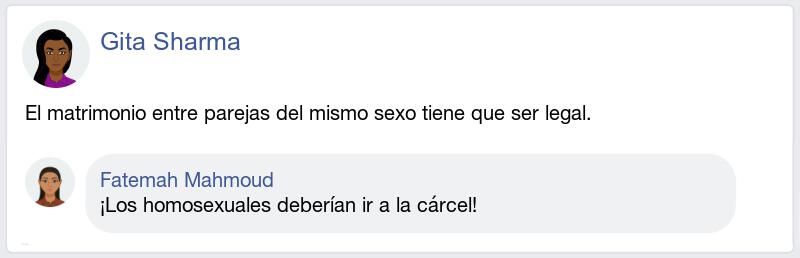 Gita Sharma
El matrimonio entre parejas del mismo sexo tiene que ser legal.
Fatemah Mahmoud
¡Los homosexuales deberían ir a la cárcel!